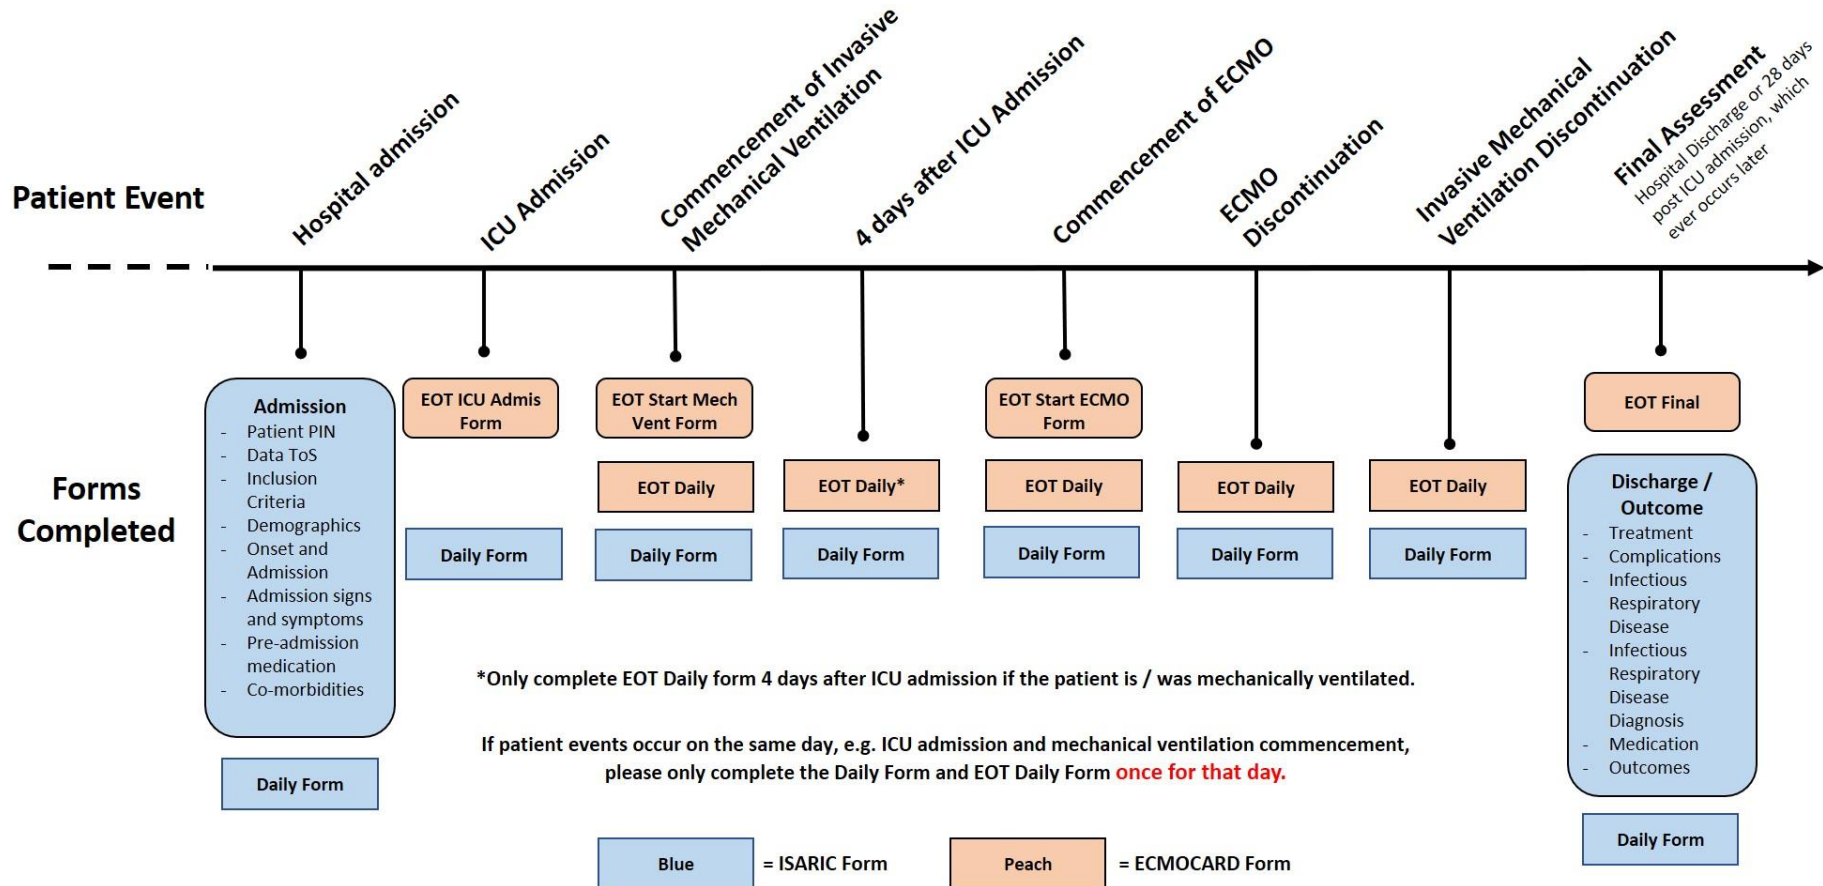 Patient Event
Hospital admission
ICU Admission
Commencement of Invasive
Mechanical Ventilation
4 days after ICU Admission
Commencement of ECMO
ECMO
Discontinuation
Invasive Mechanical
Ventilation Discontinuation
Final Assessment
Hospital Discharge or 28 days
post ICU admission, which
ever occurs later
Forms
Completed
Admission
- Patient PIN
- Data ToS
- Inclusion
Criteria
- Demographics
- Onset and
Admission
- Admission signs
and symptoms
- Pre-admission
medication
- Co-morbidities
Daily Form
EOT ICU Admis
Form
Daily Form
EOT Start Mech
Vent Form
EOT Daily
Daily Form
EOT Daily*
Daily Form
EOT Start ECMO
Form
EOT Daily
Daily Form
EOT Daily
Daily Form
EOT Daily
Daily Form
EOT Final
Discharge /
Outcome
- Treatment
- Complications
- Infectious
Respiratory
Disease
- Infectious
Respiratory
Disease
Diagnosis
- Medication
- Outcomes
Daily Form
*Only complete EOT Daily form 4 days after ICU admission if the patient is / was mechanically ventilated.
If patient events occur on the same day, e.g. ICU admission and mechanical ventilation commencement,
please only complete the Daily Form and EOT Daily Form once for that day.
Blue = ISARIC Form
Peach = ECMOCARD Form